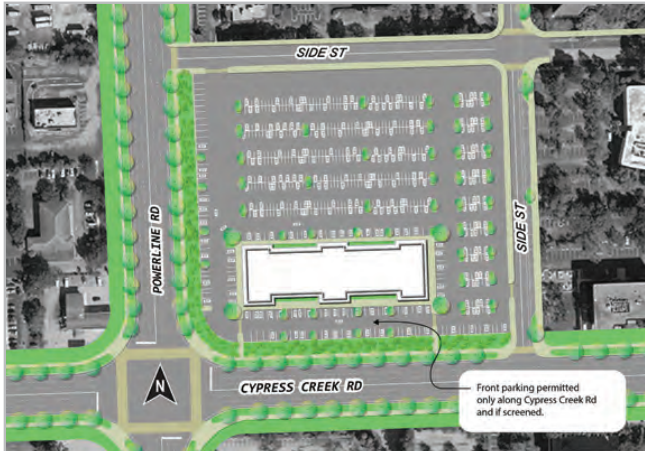 SIDE ST
POWERLINE RD
SIDE ST
N
CYPRESS CREEK RD
Front parking permitted
only along Cypress Creek Rd
and if screened.